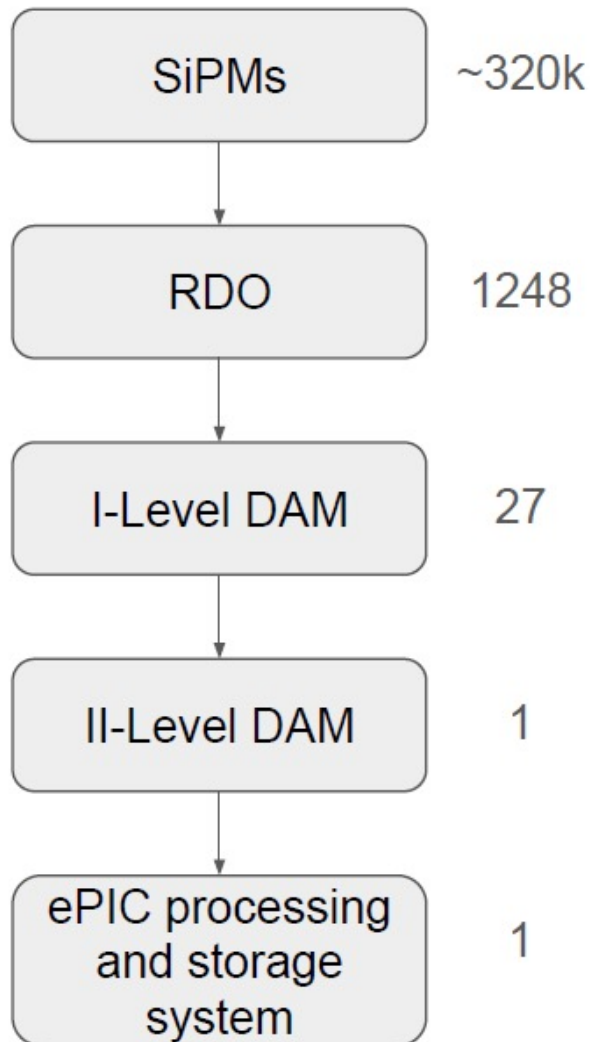 SiPMs ~320k
RDO 1248
I-Level DAM 27
II-Level DAM 1
ePIC processing
and storage 1
system